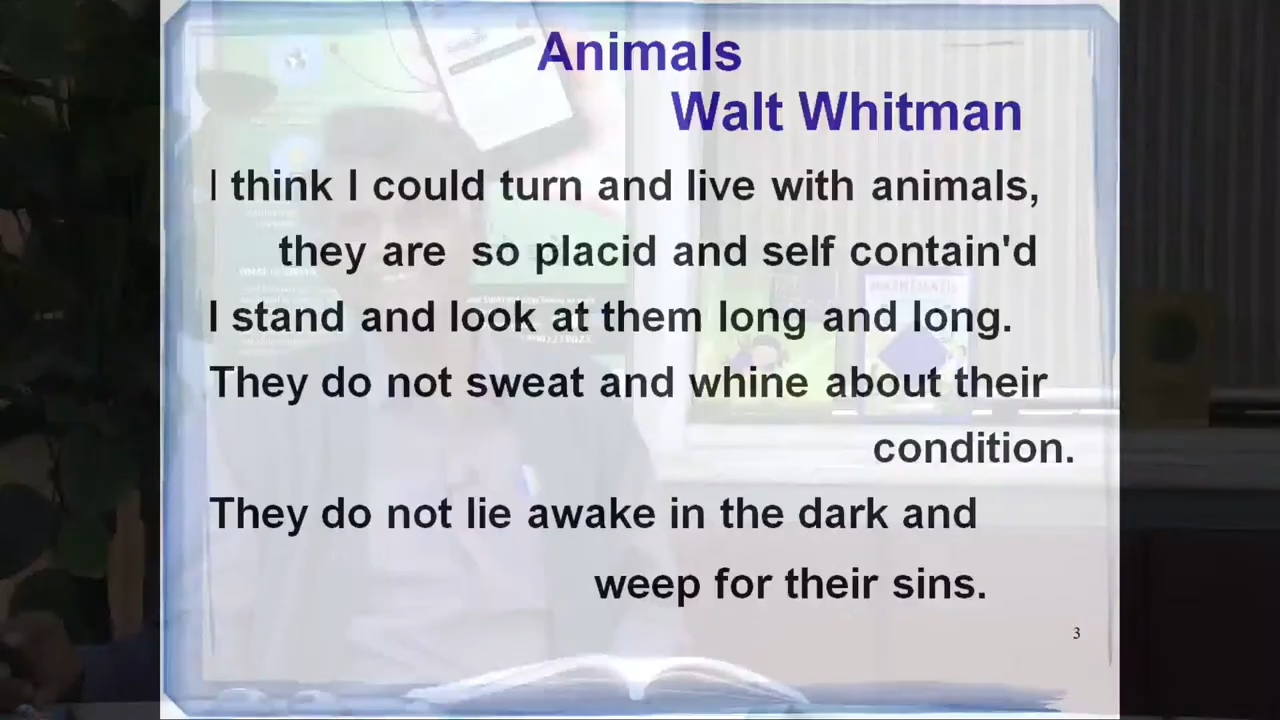 Animals
Walt Whitman
I think I could turn and live with animals,
they are so placid and self contain'd
I stand and look at them long and long.
They do not sweat and whine about their
condition.
They do not lie awake in the dark and
weep for their sins.
3